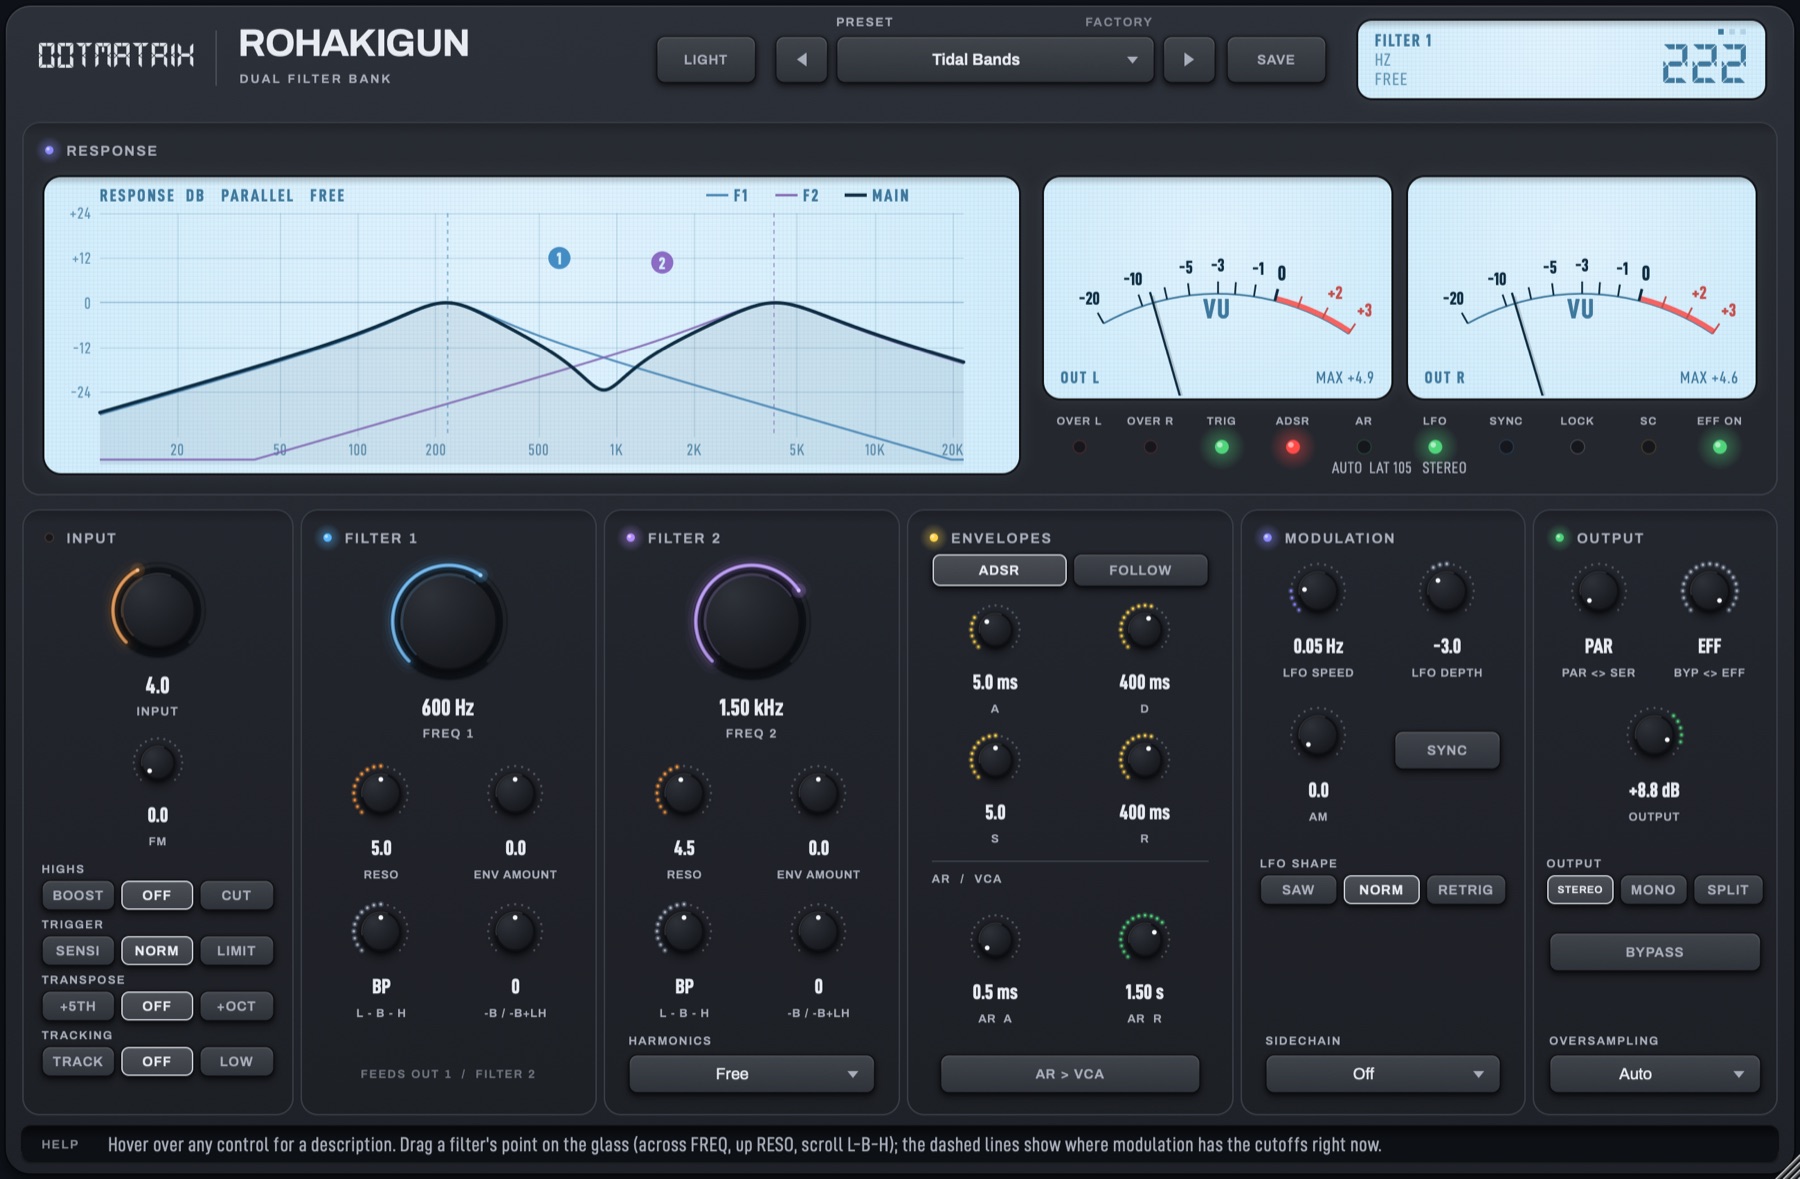 DOTMATRIX
ROHAKIGUN
DUAL FILTER BANK
PRESET
FACTORY
LIGHT
Tidal Bands
SAVE
FILTER 1
HZ
FREE
222
RESPONSE
RESPONSE DB PARALLEL FREE
F1
F2
MAIN
+24
+12
0
-12
-24
1
2
20
50
100
200
500
1K
2K
5K
10K
20K
-20
-10
-5
-3
-1
0
+2
+3
VU
OUT L
MAX +4.9
-20
-10
-5
-3
-1
0
+2
+3
VU
OUT R
MAX +4.6
OVER L
OVER R
TRIG
ADSR
AR
LFO
SYNC
LOCK
SC
EFF ON
AUTO LAT 105 STEREO
INPUT
4.0
INPUT
0.0
FM
HIGHS
BOOST
OFF
CUT
TRIGGER
SENSI
NORM
LIMIT
TRANSPOSE
+5TH
OFF
+OCT
TRACKING
TRACK
OFF
LOW
FILTER 1
600 Hz
FREQ 1
5.0
RESO
0.0
ENV AMOUNT
BP
L - B - H
0
-B / -B+LH
FEEDS OUT 1 / FILTER 2
FILTER 2
1.50 kHz
FREQ 2
4.5
RESO
0.0
ENV AMOUNT
BP
L - B - H
0
-B / -B+LH
HARMONICS
Free
ENVELOPES
ADSR
FOLLOW
5.0 ms
A
400 ms
D
5.0
S
400 ms
R
AR / VCA
0.5 ms
AR A
1.50 s
AR R
AR > VCA
MODULATION
0.05 Hz
LFO SPEED
-3.0
LFO DEPTH
0.0
AM
SYNC
LFO SHAPE
SAW
NORM
RETRIG
SIDECHAIN
Off
OUTPUT
PAR
PAR <> SER
EFF
BYP <> EFF
+8.8 dB
OUTPUT
OUTPUT
STEREO
MONO
SPLIT
BYPASS
OVERSAMPLING
Auto
HELP
Hover over any control for a description. Drag a filter's point on the glass (across FREQ, up RESO, scroll L-B-H); the dashed lines show where modulation has the cutoffs right now.